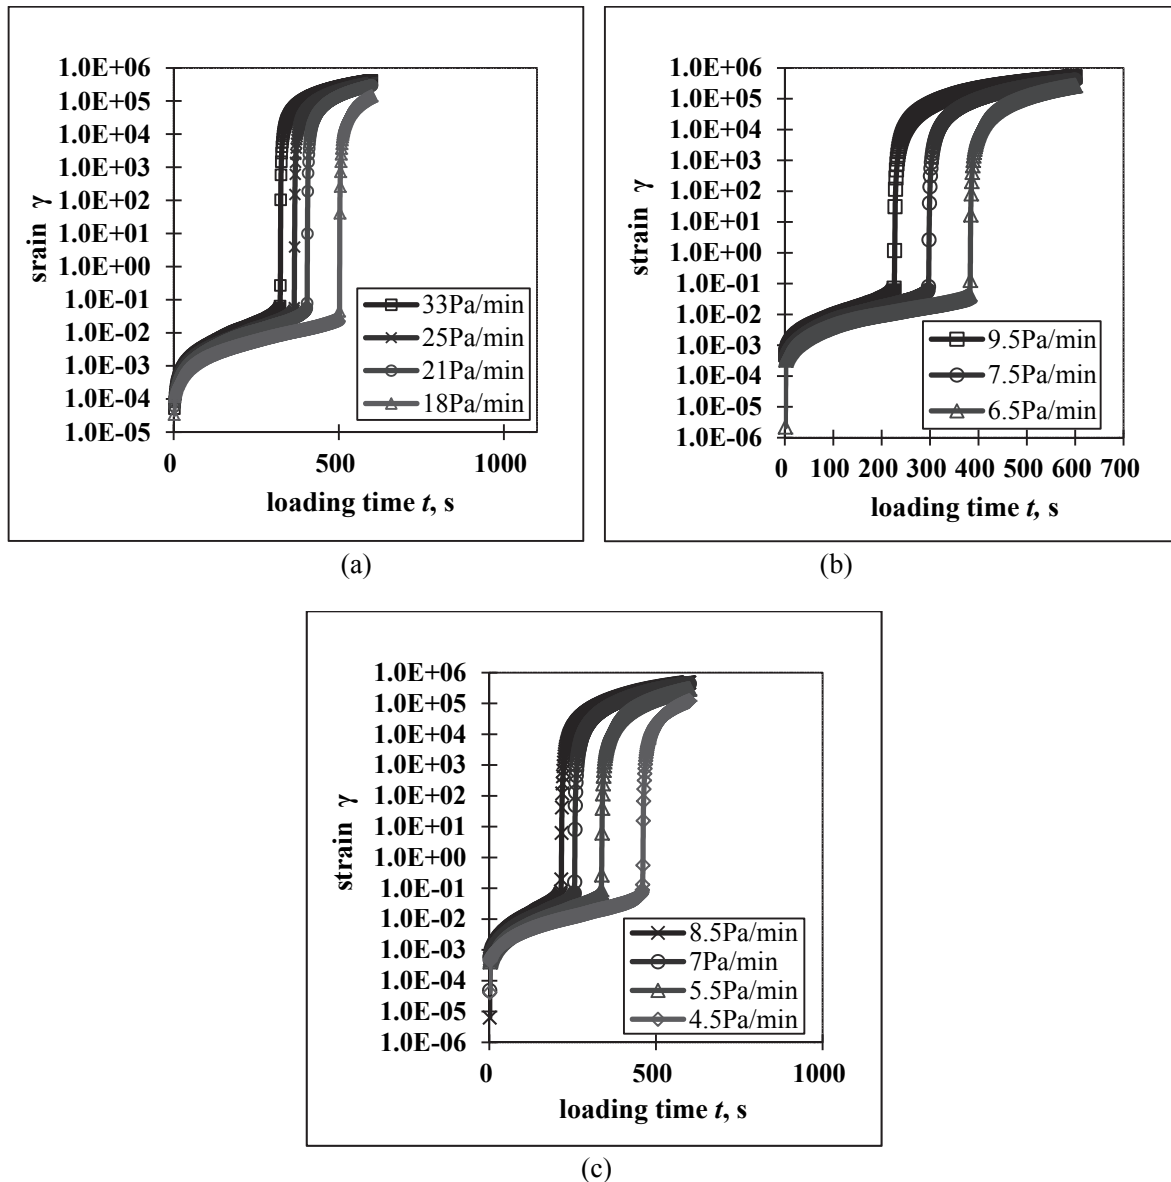 1.0E+06
1.0E+05
1.0E+04
1.0E+03
1.0E+02
1.0E+01
1.0E+00
1.0E-01
1.0E-02
1.0E-03
1.0E-04
1.0E-05
srain γ
33Pa/min
25Pa/min
21Pa/min
18Pa/min
0 500 1000
loading time t, s
(a)
1.0E+06
1.0E+05
1.0E+04
1.0E+03
1.0E+02
1.0E+01
1.0E+00
1.0E-01
1.0E-02
1.0E-03
1.0E-04
1.0E-05
1.0E-06
strain γ
9.5Pa/min
7.5Pa/min
6.5Pa/min
0 100 200 300 400 500 600 700
loading time t, s
(b)
1.0E+06
1.0E+05
1.0E+04
1.0E+03
1.0E+02
1.0E+01
1.0E+00
1.0E-01
1.0E-02
1.0E-03
1.0E-04
1.0E-05
1.0E-06
strain γ
8.5Pa/min
7Pa/min
5.5Pa/min
4.5Pa/min
0 500 1000
loading time t, s
(c)